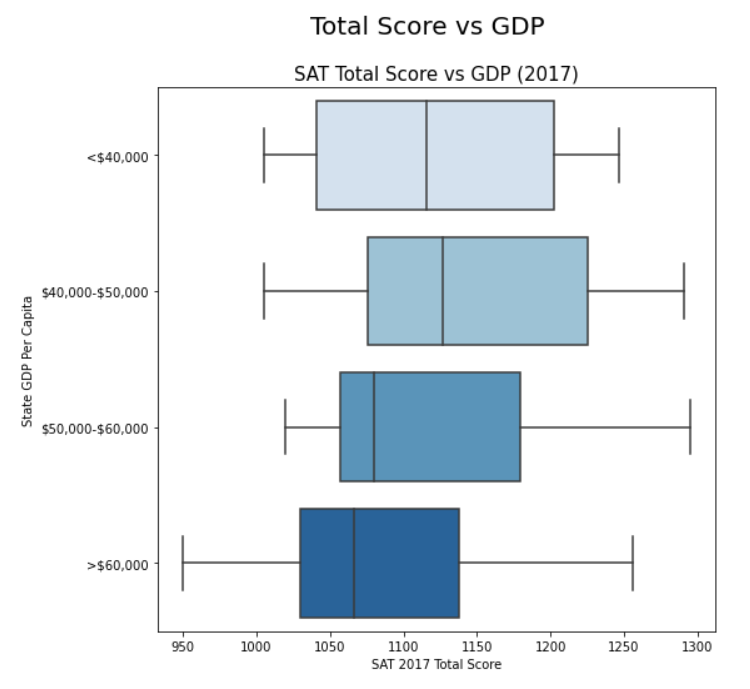 Total Score vs GDP
SAT Total Score vs GDP (2017)
<$40,000
$40,000-$50,000
$50,000-$60,000
>$60,000
State GDP Per Capita
950 1000 1050 1100 1150 1200 1250 1300
SAT 2017 Total Score